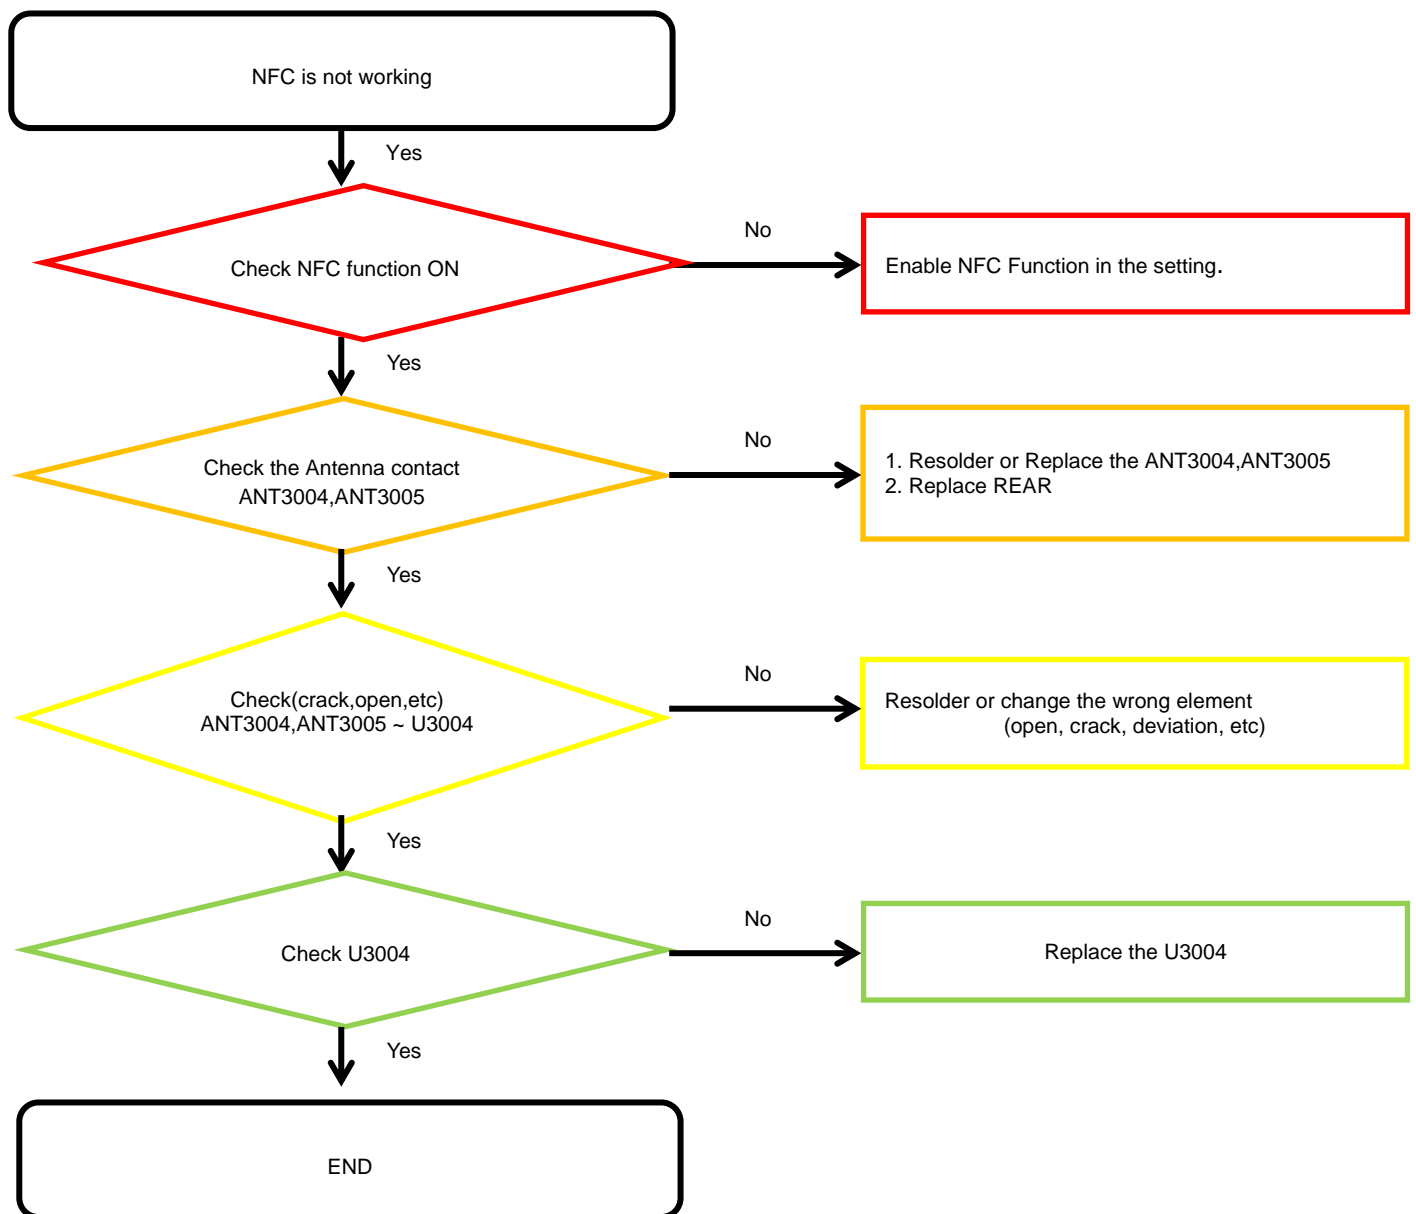 NFC is not working
Yes
Check NFC function ON
No
Enable NFC Function in the setting.
Yes
Check the Antenna contact
ANT3004,ANT3005
No
1. Resolder or Replace the ANT3004,ANT3005
2. Replace REAR
Yes
Check(crack,open,etc)
ANT3004,ANT3005 ~ U3004
No
Resolder or change the wrong element
(open, crack, deviation, etc)
Yes
Check U3004
No
Replace the U3004
Yes
END